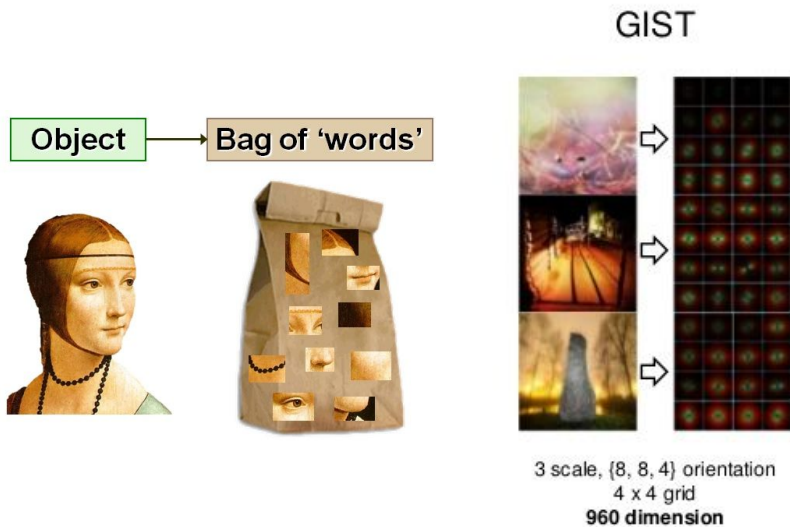 GIST
Object
Bag of ‘words’
3 scale, {8, 8, 4} orientation
4 x 4 grid
960 dimension